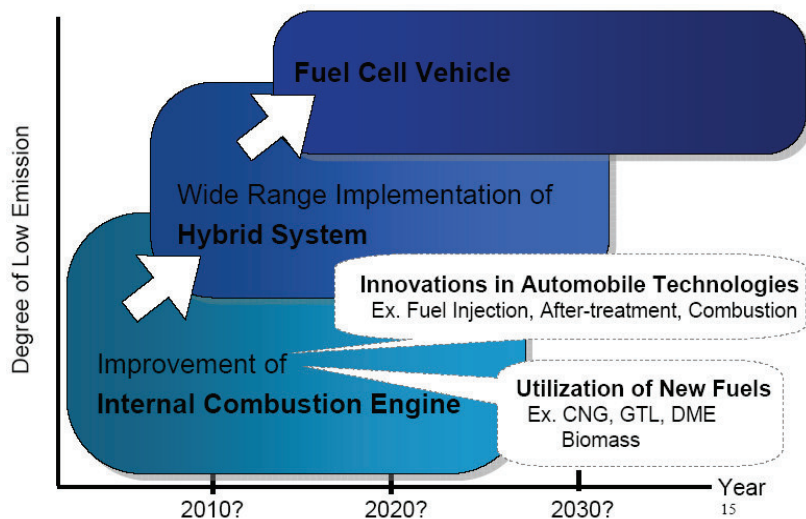 Degree of Low Emission
Fuel Cell Vehicle
Wide Range Implementation of
Hybrid System
Innovations in Automobile Technologies
Ex. Fuel Injection, After-treatment, Combustion
Improvement of
Internal Combustion Engine
Utilization of New Fuels
Ex. CNG, GTL, DME
Biomass
Year
2010?
2020?
2030?
15